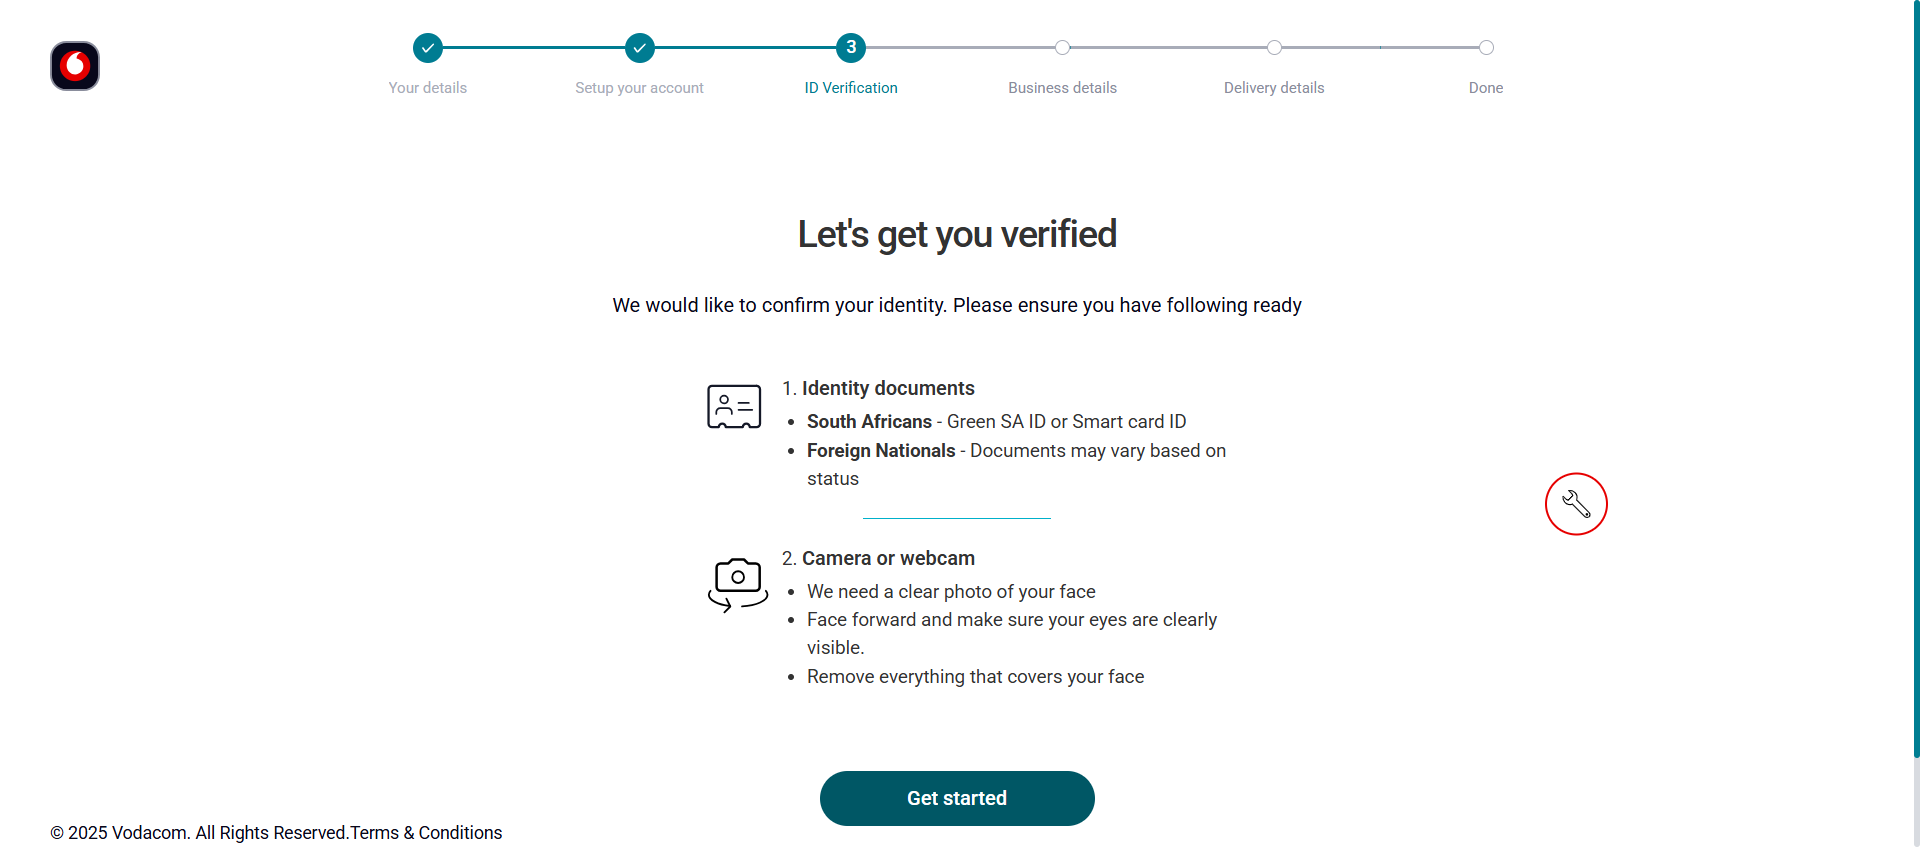 3
Your details
Setup your account
ID Verification
Business details
Delivery details
Done
Let's get you verified
We would like to confirm your identity. Please ensure you have following ready
1. Identity documents
• South Africans - Green SA ID or Smart card ID
• Foreign Nationals - Documents may vary based on
status
2. Camera or webcam
• We need a clear photo of your face
• Face forward and make sure your eyes are clearly
visible.
• Remove everything that covers your face
Get started
© 2025 Vodacom. All Rights Reserved.Terms & Conditions